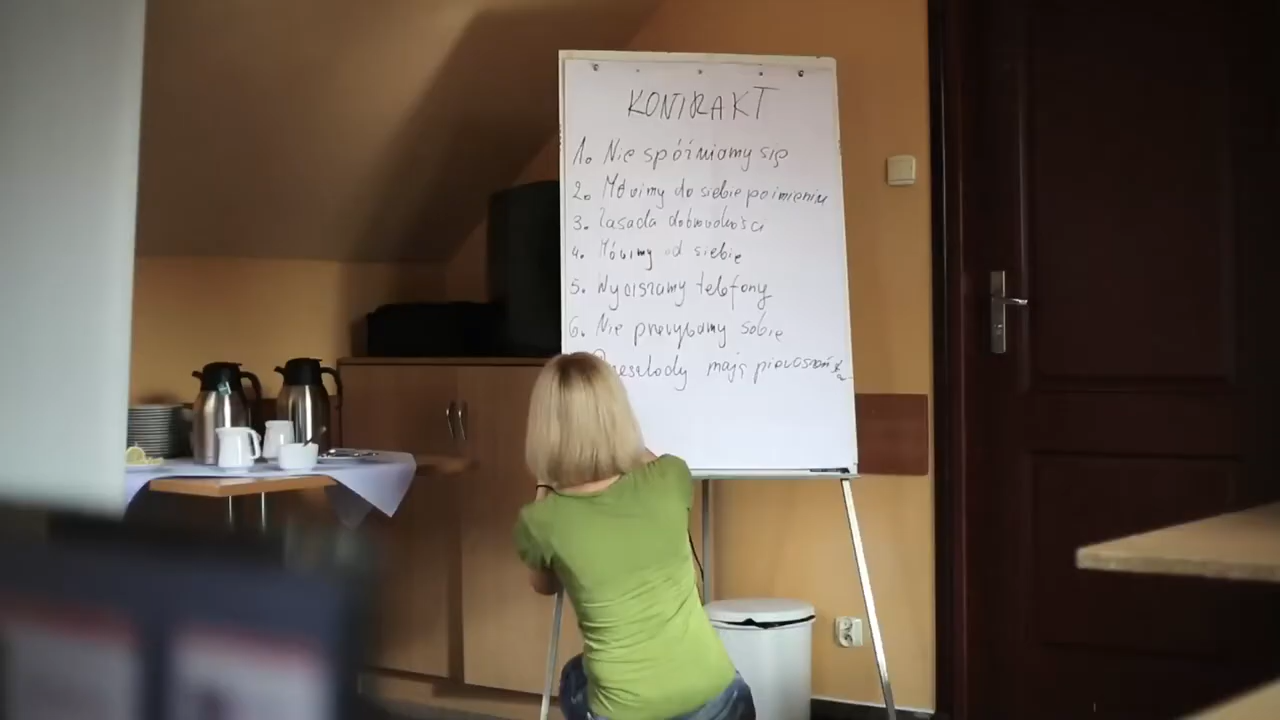 KONTRAKT
1. Nie spóźniamy się
2. Mówimy do siebie po imieniu
3. Zasada dobrowolności
4. Mówimy od siebie
5. Wyciszamy telefony
6. Nie przerywamy sobie
mają pierwszeń